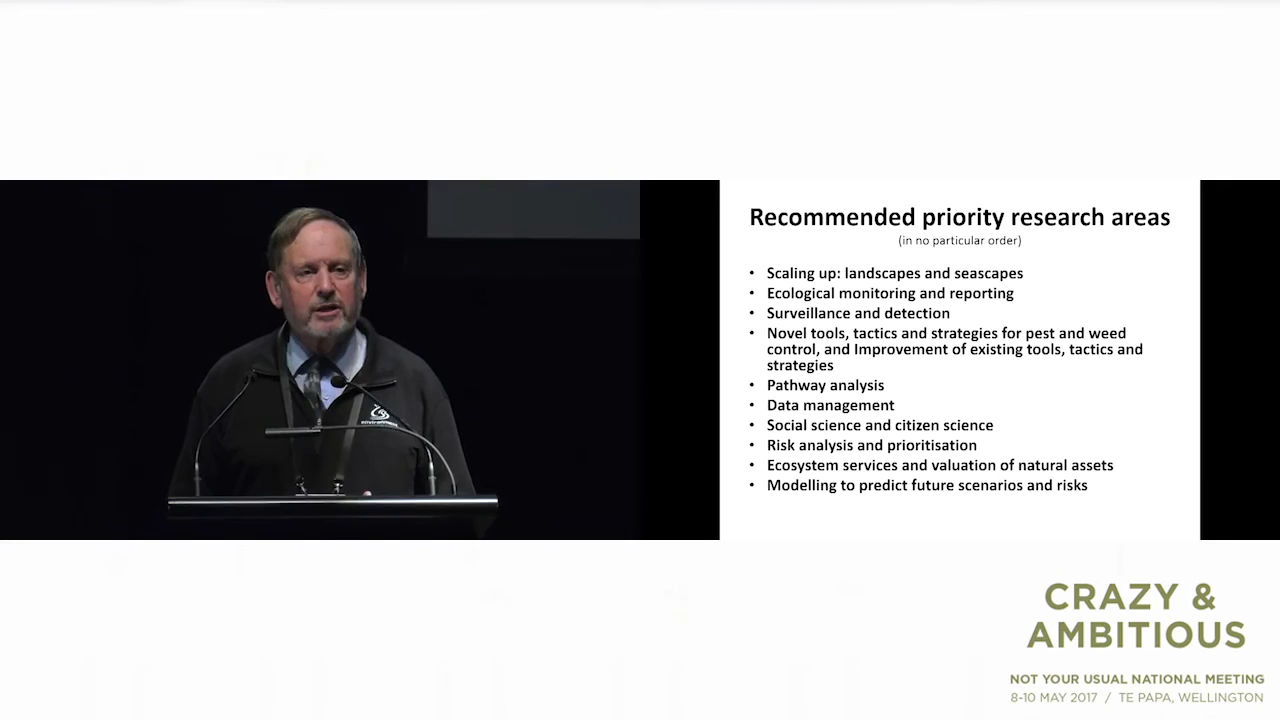 Recommended priority research areas
(in no particular order)
• Scaling up: landscapes and seascapes
• Ecological monitoring and reporting
• Surveillance and detection
• Novel tools, tactics and strategies for pest and weed
control, and Improvement of existing tools, tactics and
strategies
• Pathway analysis
• Data management
• Social science and citizen science
• Risk analysis and prioritisation
• Ecosystem services and valuation of natural assets
• Modelling to predict future scenarios and risks
CRAZY &
AMBITIOUS
NOT YOUR USUAL NATIONAL MEETING
8-10 MAY 2017 / TE PAPA, WELLINGTON